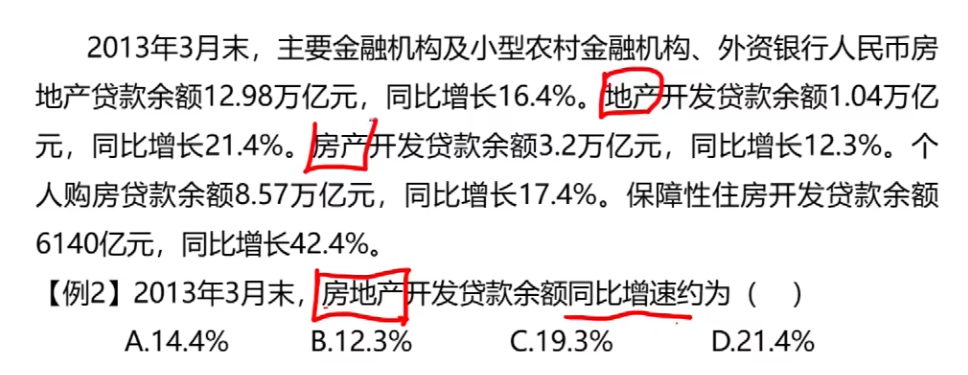 2013年3月末，主要金融机构及小型农村金融机构、外资银行人民币房
地产贷款余额12.98万亿元，同比增长16.4%。地产开发贷款余额1.04万亿
元，同比增长21.4%。房产开发贷款余额3.2万亿元，同比增长12.3%。个
人购房贷款余额8.57万亿元，同比增长17.4%。保障性住房开发贷款余额
6140亿元，同比增长42.4%。
【例2】2013年3月末，房地产开发贷款余额同比增速约为（　）
A.14.4% B.12.3% C.19.3% D.21.4%